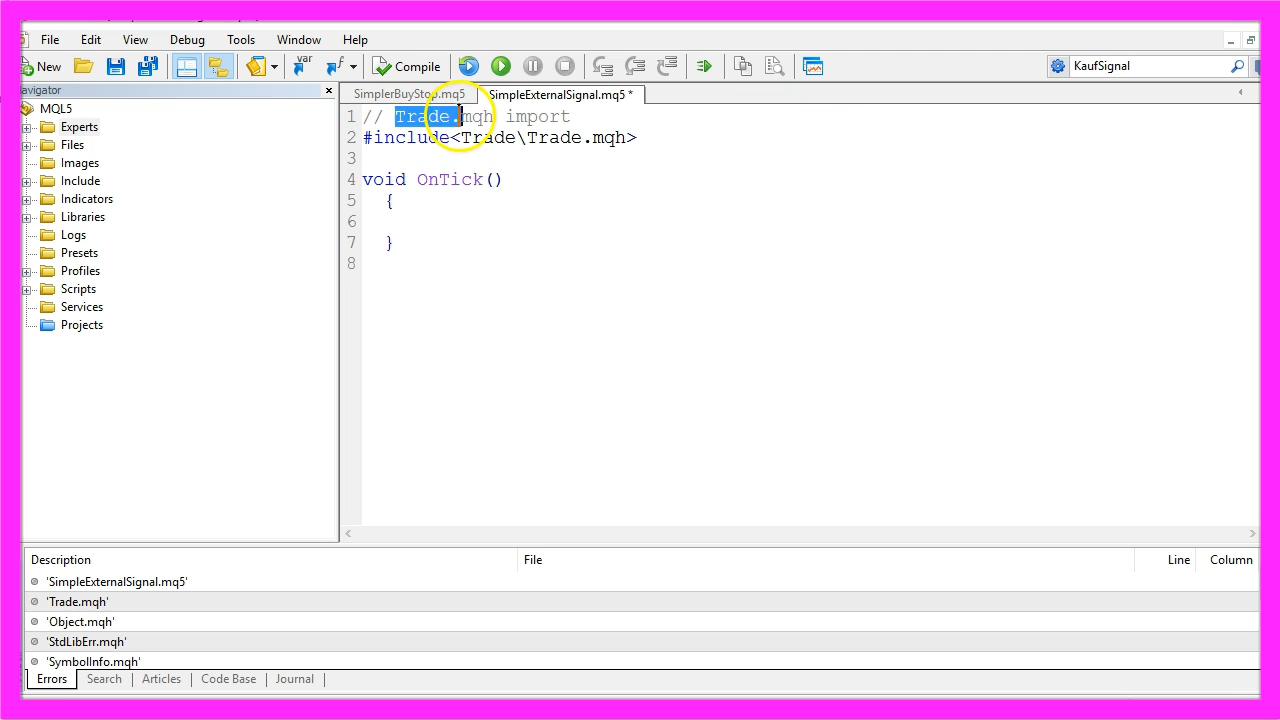 File Edit View Debug Tools Window Help
New Compile KaufSignal
avigator
SimplerBuyStop.mq5 SimpleExternalSignal.mq5 *
MQL5
Experts
Files
Images
Include
Indicators
Libraries
Logs
Presets
Profiles
Scripts
Services
Projects
1 // Trade.mqh import
2 #include<Trade\Trade.mqh>
3
4 void OnTick()
5 {
6
7 }
8
Description File Line Column
'SimpleExternalSignal.mq5'
'Trade.mqh'
'Object.mqh'
'StdLibErr.mqh'
'SymbolInfo.mqh'
Errors Search Articles Code Base Journal